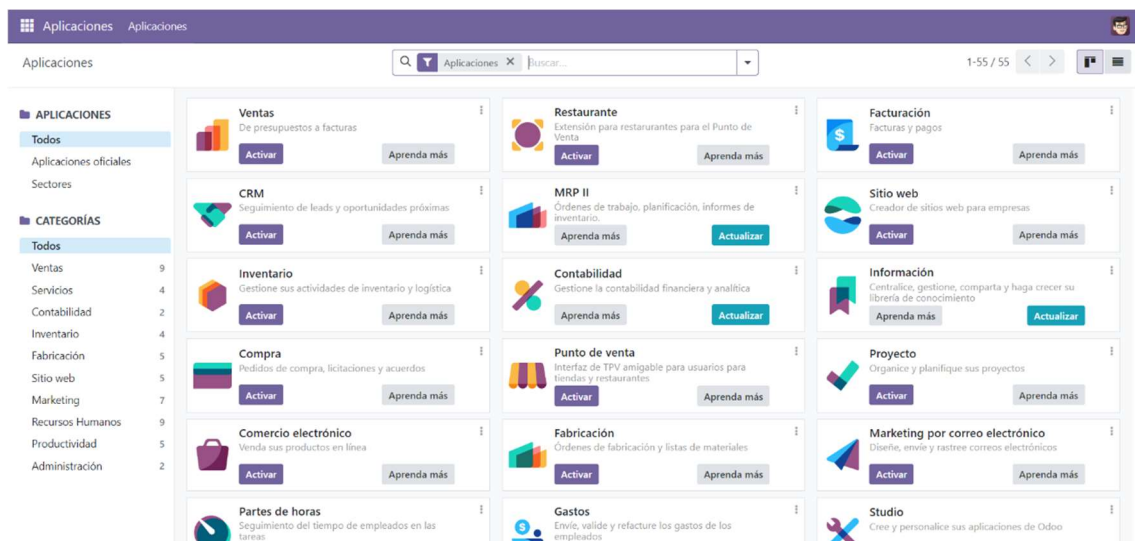 Aplicaciones Aplicaciones
Aplicaciones
Aplicaciones ✕ Buscar...
1-55 / 55
APLICACIONES
Todos
Aplicaciones oficiales
Sectores
CATEGORÍAS
Todos
Ventas 9
Servicios 4
Contabilidad 2
Inventario 4
Fabricación 5
Sitio web 5
Marketing 7
Recursos Humanos 9
Productividad 5
Administración 2
Ventas
De presupuestos a facturas
Activar Aprenda más
Restaurante
Extensión para restarurantes para el Punto de
Venta
Activar Aprenda más
Facturación
Facturas y pagos
Activar Aprenda más
CRM
Seguimiento de leads y oportunidades próximas
Activar Aprenda más
MRP II
Órdenes de trabajo, planificación, informes de
inventario.
Aprenda más Actualizar
Sitio web
Creador de sitios web para empresas
Activar Aprenda más
Inventario
Gestione sus actividades de inventario y logística
Activar Aprenda más
Contabilidad
Gestione la contabilidad financiera y analítica
Aprenda más Actualizar
Información
Centralice, gestione, comparta y haga crecer su
librería de conocimiento
Aprenda más Actualizar
Compra
Pedidos de compra, licitaciones y acuerdos
Activar Aprenda más
Punto de venta
Interfaz de TPV amigable para usuarios para
tiendas y restaurantes
Activar Aprenda más
Proyecto
Organice y planifique sus proyectos
Activar Aprenda más
Comercio electrónico
Venda sus productos en línea
Activar Aprenda más
Fabricación
Órdenes de fabricación y listas de materiales
Activar Aprenda más
Marketing por correo electrónico
Diseñe, envíe y rastree correos electrónicos
Activar Aprenda más
Partes de horas
Seguimiento del tiempo de empleados en las
tareas
Gastos
Envíe, valide y refacture los gastos de los
empleados
Studio
Cree y personalice sus aplicaciones de Odoo